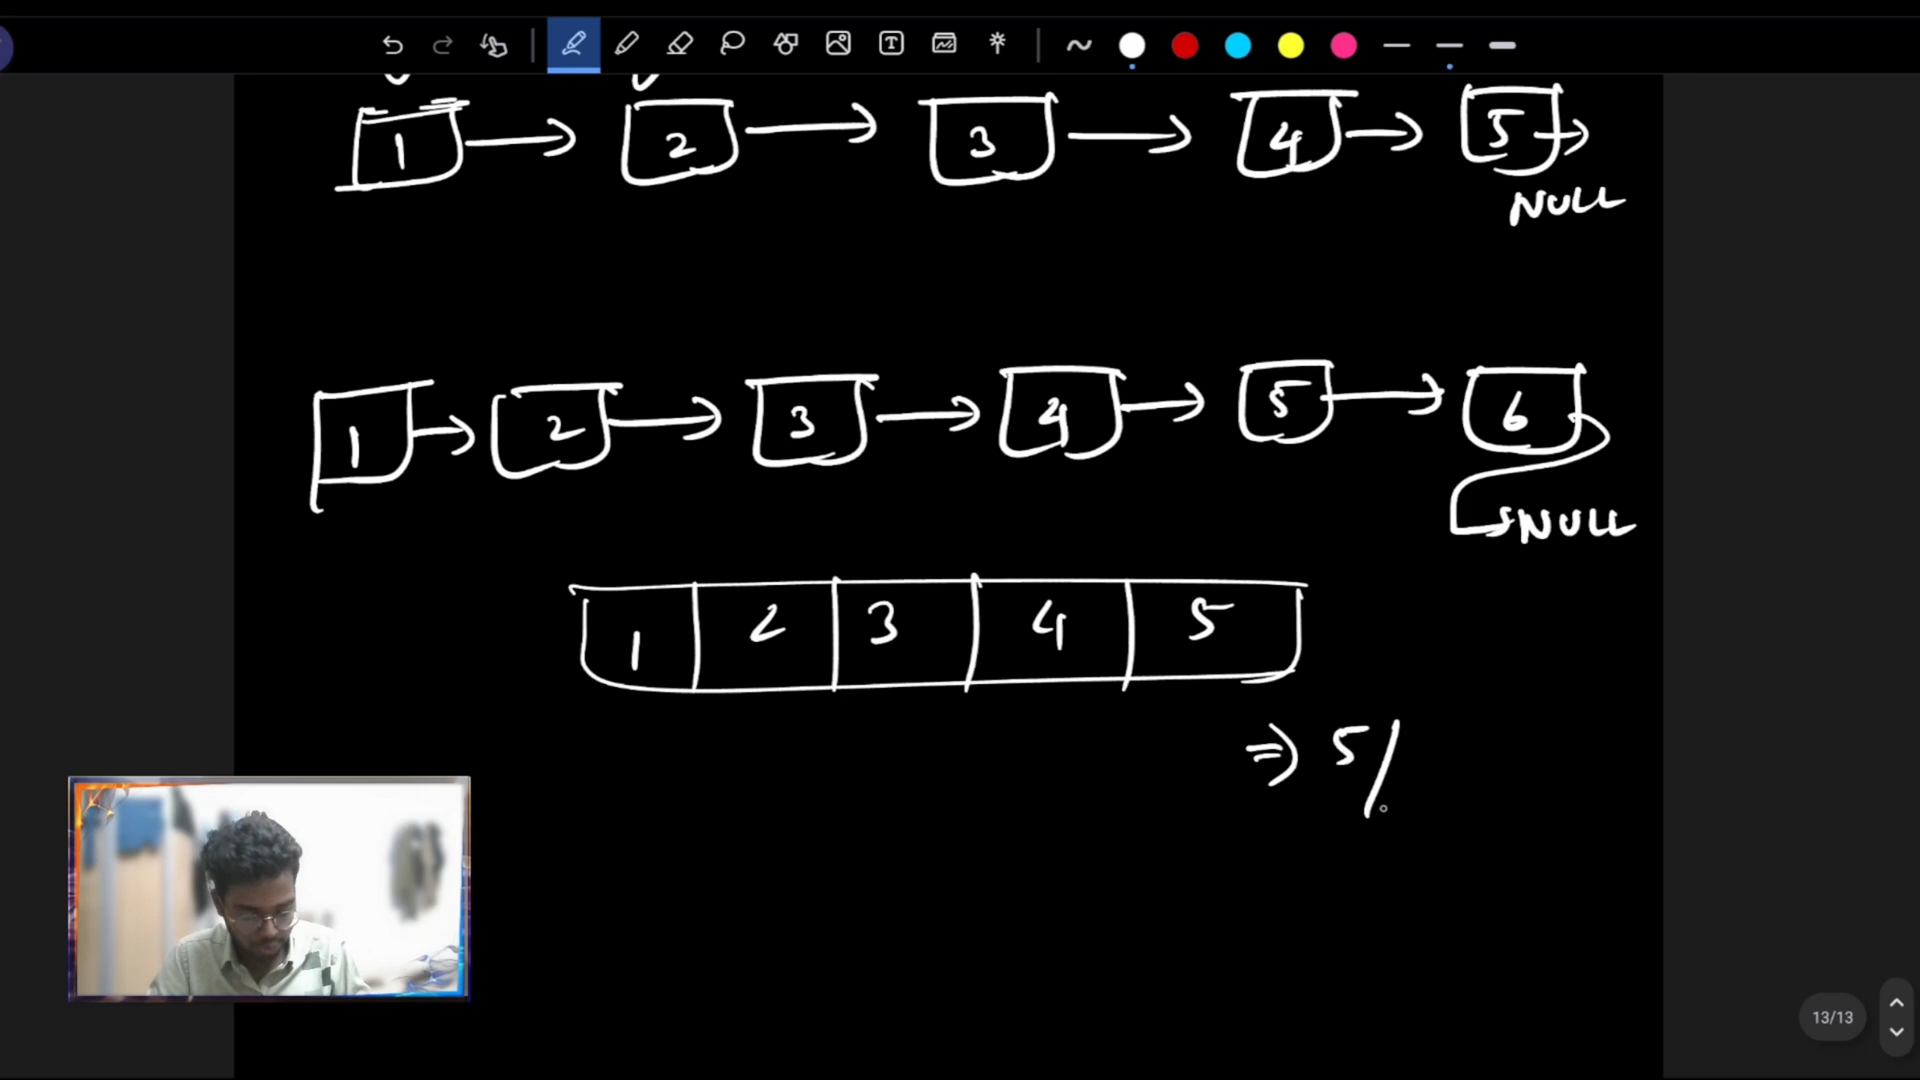 1 → 2 → 3 → 4 → 5 →
NULL
1 → 2 → 3 → 4 → 5 → 6
NULL
1 2 3 4 5
⇒ 5/
13/13